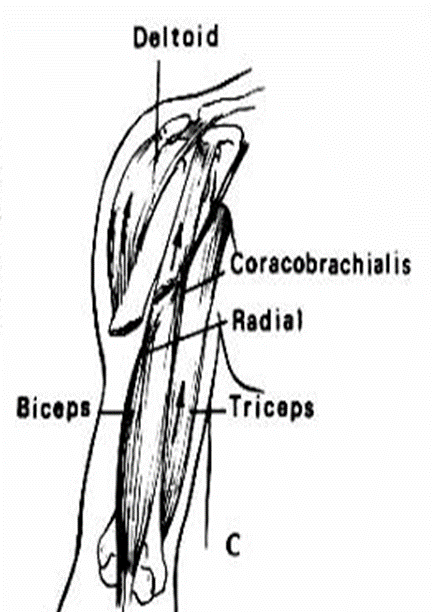 Deltoid
Coracobrachialis
Radial
Biceps
Triceps
C